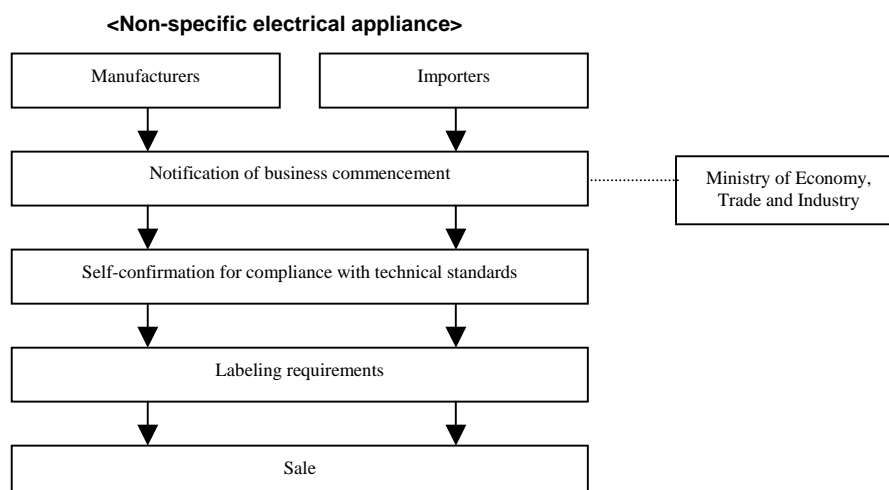 <Non-specific electrical appliance>
Manufacturers
Importers
Notification of business commencement
Ministry of Economy,
Trade and Industry
Self-confirmation for compliance with technical standards
Labeling requirements
Sale